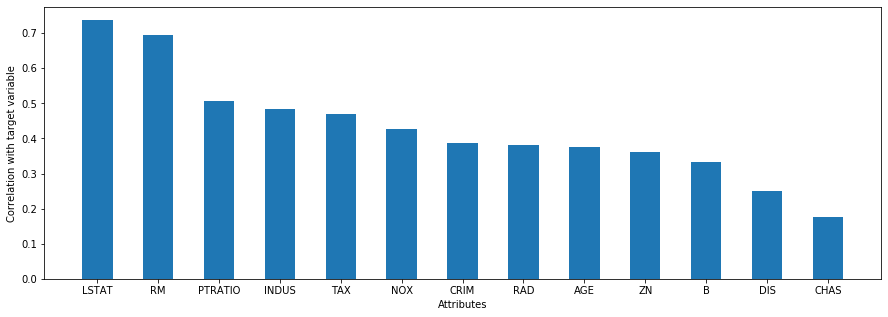 Correlation with target variable
0.7
0.6
0.5
0.4
0.3
0.2
0.1
0.0
LSTAT RM PTRATIO INDUS TAX NOX CRIM RAD AGE ZN B DIS CHAS
Attributes